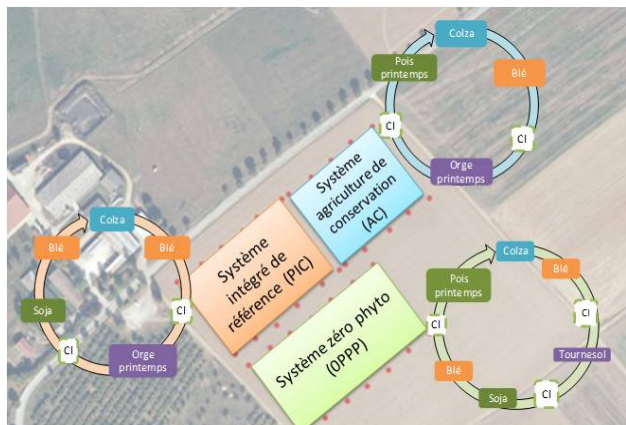 Colza
Pois
printemps
Blé
CI
CI
Orge
printemps
Système
agriculture de
conservation
(AC)
Colza
Blé
Blé
Système
intégré de
référence (PIC)
Soja
CI
CI
Orge
printemps
Colza
Pois
printemps
Blé
Système zéro phyto
(0PPP)
CI
CI
Tournesol
Blé
Soja
CI